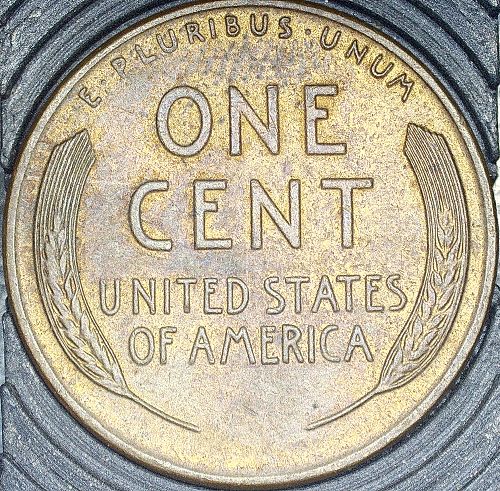 E·PLURIBUS·UNUM
ONE
CENT
UNITED STATES
OF AMERICA